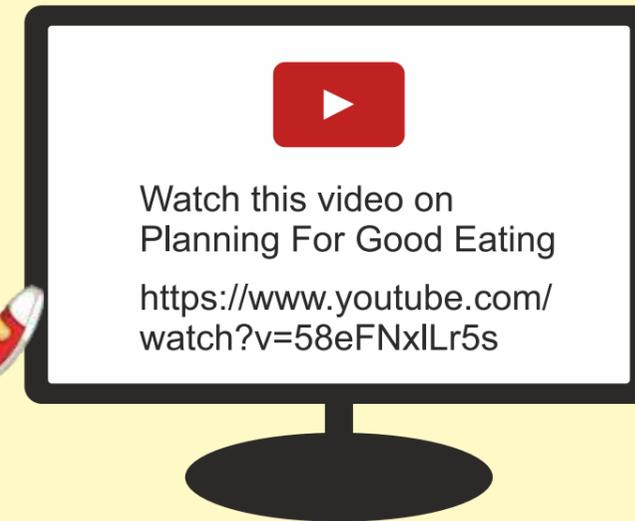 Watch this video on
Planning For Good Eating
https://www.youtube.com/
watch?v=58eFNxlLr5s